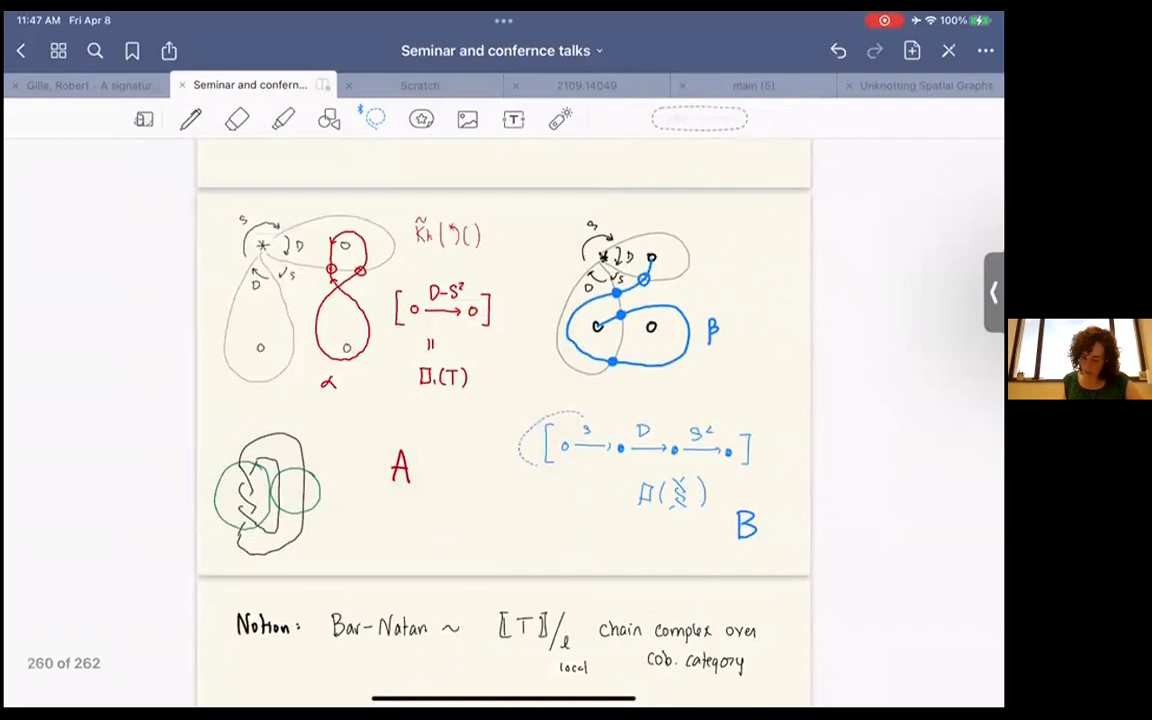 11:47 AM Fri Apr 8
100%
Seminar and confernce talks
Gille, Robert - A signatur...
Seminar and confern...
Scratch
2109.14049
main (5)
Unknotting Spatial Graphs
S
D
D
S
α
[ ∘ D-S² ∘ ]
(T)
A
S
D
D
S
β
[ ∘ S • D • S² • ]
B
Notion: Bar-Natan ~ [[T]]/ℓ chain complex over
local cob. category
260 of 262